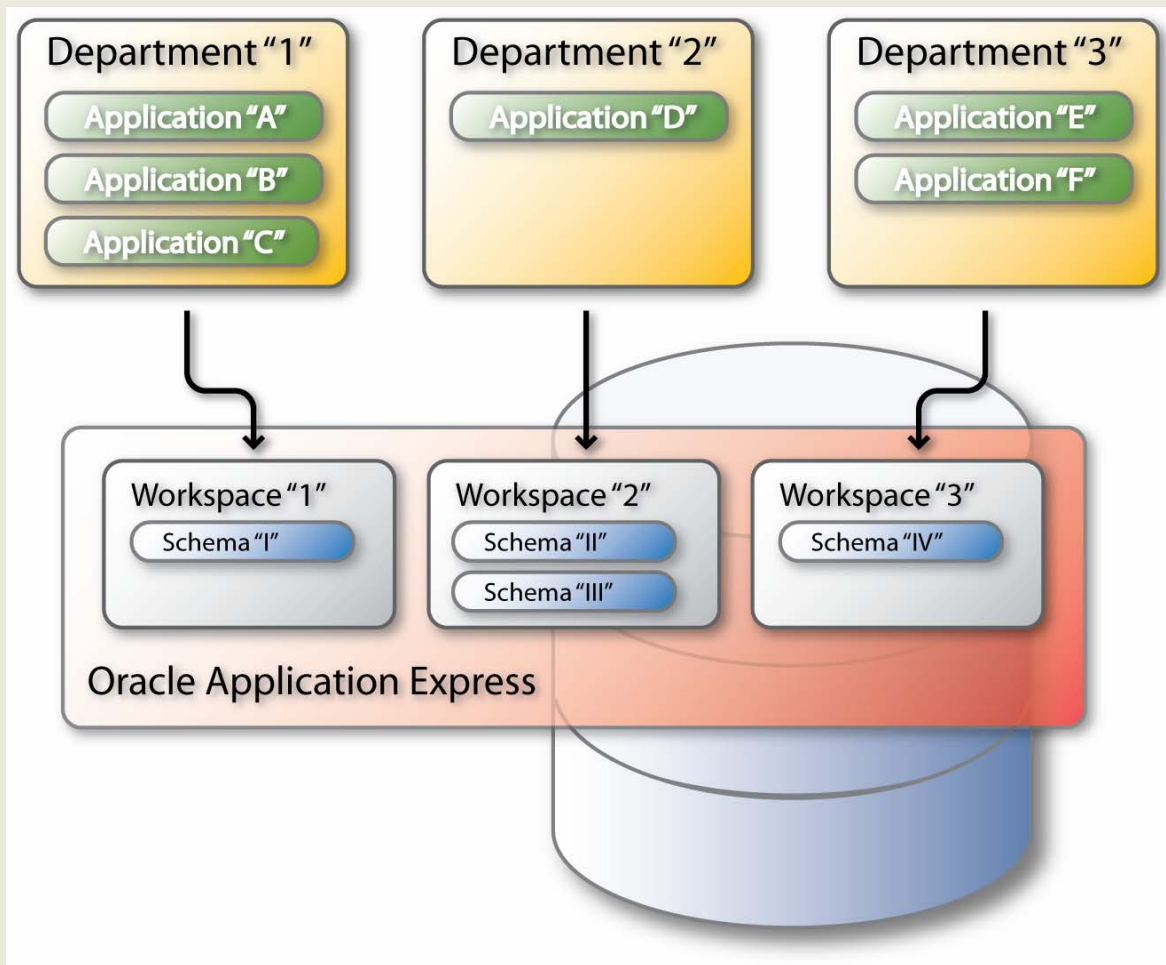 Department “1”
Application “A”
Application “B”
Application “C”
Department “2”
Application “D”
Department “3”
Application “E”
Application “F”
Workspace “1”
Schema “I”
Workspace “2”
Schema “II”
Schema “III”
Workspace “3”
Schema “IV”
Oracle Application Express